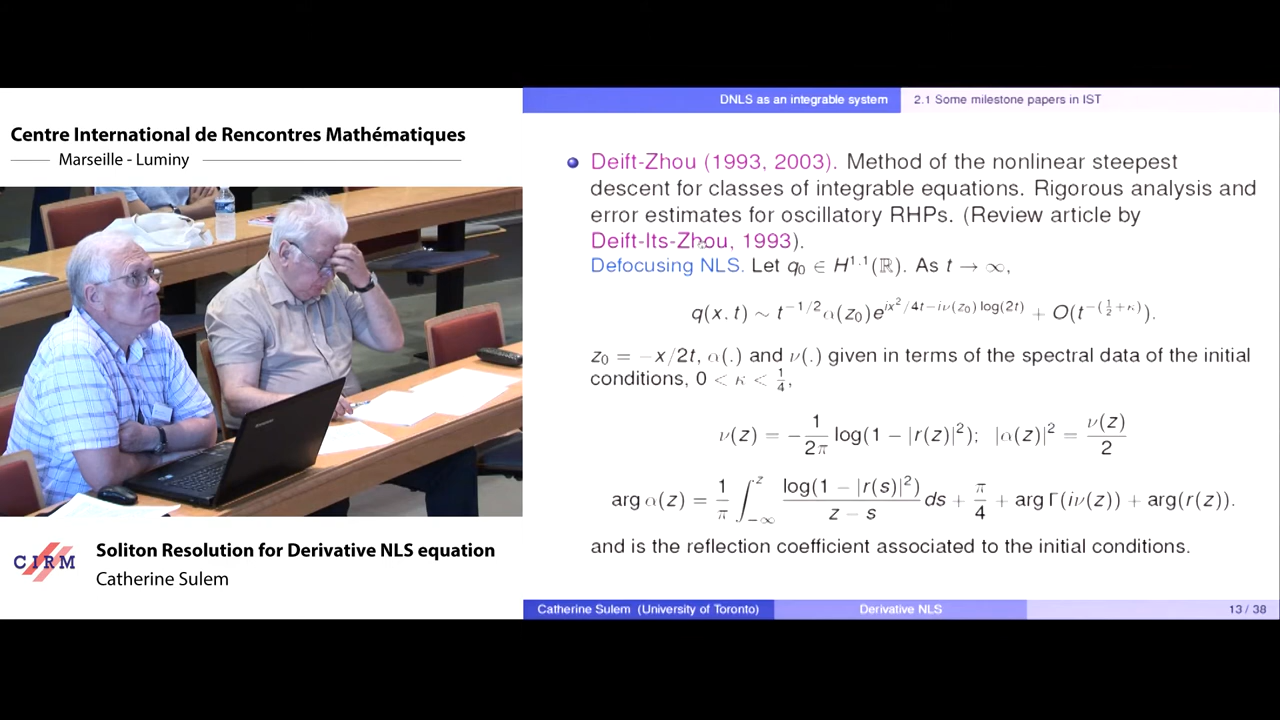 Centre International de Rencontres Mathématiques
Marseille - Luminy
CIRM
Soliton Resolution for Derivative NLS equation
Catherine Sulem
DNLS as an integrable system 2.1 Some milestone papers in IST
Deift-Zhou (1993, 2003). Method of the nonlinear steepest
descent for classes of integrable equations. Rigorous analysis and
error estimates for oscillatory RHPs. (Review article by
Deift-Its-Zhou, 1993).
Defocusing NLS. Let q₀ ∈ H^{1,1}(ℝ). As t → ∞,
q(x, t) ∼ t^{−1/2}α(z₀)e^{ix²/4t−iν(z₀) log(2t)} + O(t^{−(1/2+κ)}).
z₀ = −x/2t, α(.) and ν(.) given in terms of the spectral data of the initial
conditions, 0 < κ < 1/4,
ν(z) = −1/2π log(1 − |r(z)|²); |α(z)|² = ν(z)/2
arg α(z) = 1/π ∫_{−∞}^{z} log(1 − |r(s)|²)/(z − s) ds + π/4 + arg Γ(iν(z)) + arg(r(z)).
and is the reflection coefficient associated to the initial conditions.
Catherine Sulem (University of Toronto) Derivative NLS 13 / 38